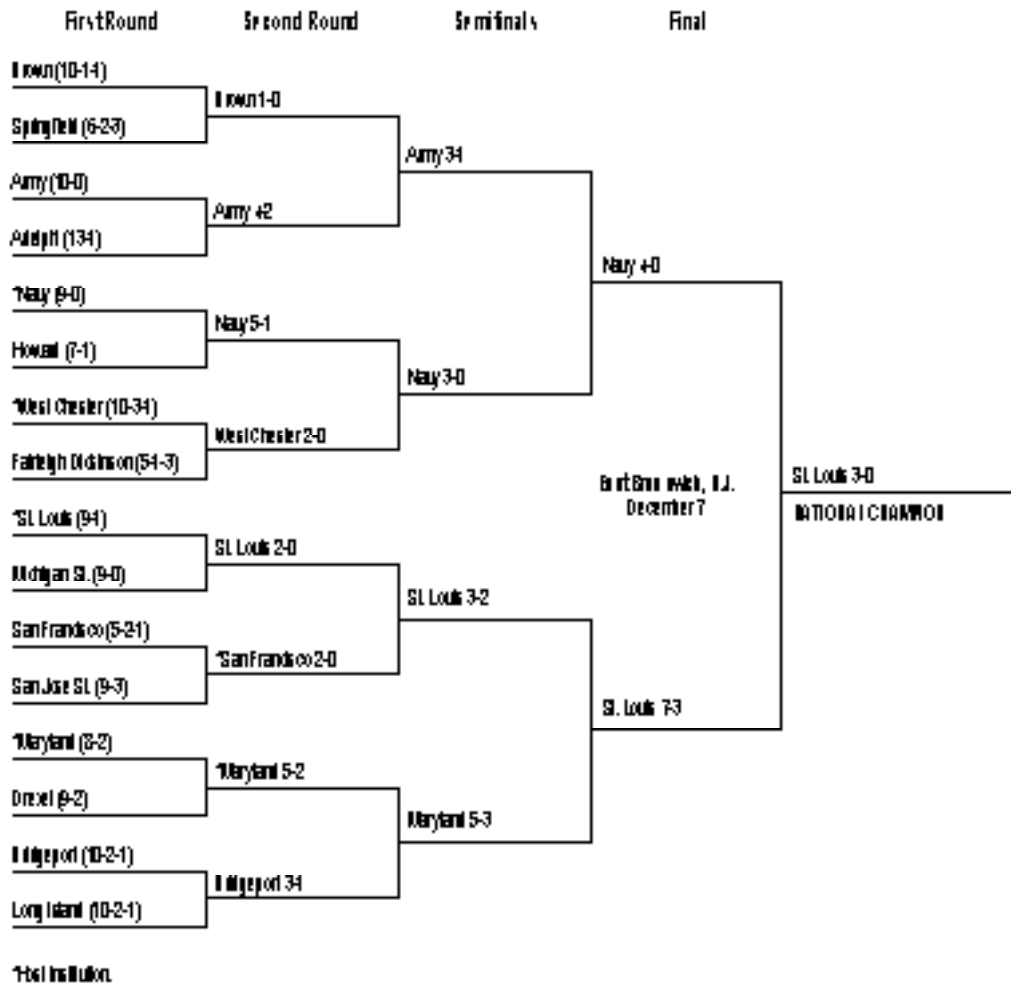 First Round
Second Round
Semifinals
Final
Brown (10-1-1)
Springfield (6-2-3)
Army (10-0)
Adelphi (13-1)
*Navy (9-0)
Howard (7-1)
*West Chester (10-3-1)
Fairleigh Dickinson (5-1-3)
*St. Louis (9-1)
Michigan St. (9-0)
San Francisco (5-2-1)
San Jose St. (9-3)
*Maryland (8-2)
Drexel (9-2)
Bridgeport (10-2-1)
Long Island (10-2-1)
Brown 1-0
Army 4-2
Navy 5-1
West Chester 2-0
St. Louis 2-0
*San Francisco 2-0
*Maryland 5-2
Bridgeport 3-1
Army 3-1
Navy 3-0
St. Louis 3-2
Maryland 5-3
Navy 4-0
St. Louis 7-3
N.J.
December 7
St. Louis 3-0
NATIONAL CHAMPION
*Host institution.